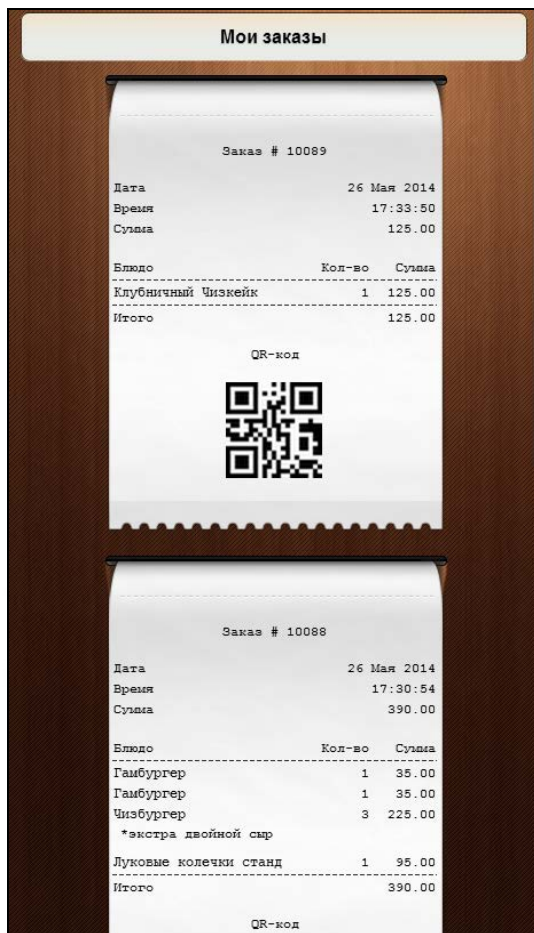 Мои заказы
Заказ # 10089
Дата 26 Мая 2014
Время 17:33:50
Сумма 125.00
Блюдо Кол-во Сумма
Клубничный Чизкейк 1 125.00
Итого 125.00
QR-код
Заказ # 10088
Дата 26 Мая 2014
Время 17:30:54
Сумма 390.00
Блюдо Кол-во Сумма
Гамбургер 1 35.00
Гамбургер 1 35.00
Чизбургер 3 225.00
*экстра двойной сыр
Луковые колечки станд 1 95.00
Итого 390.00
QR-код